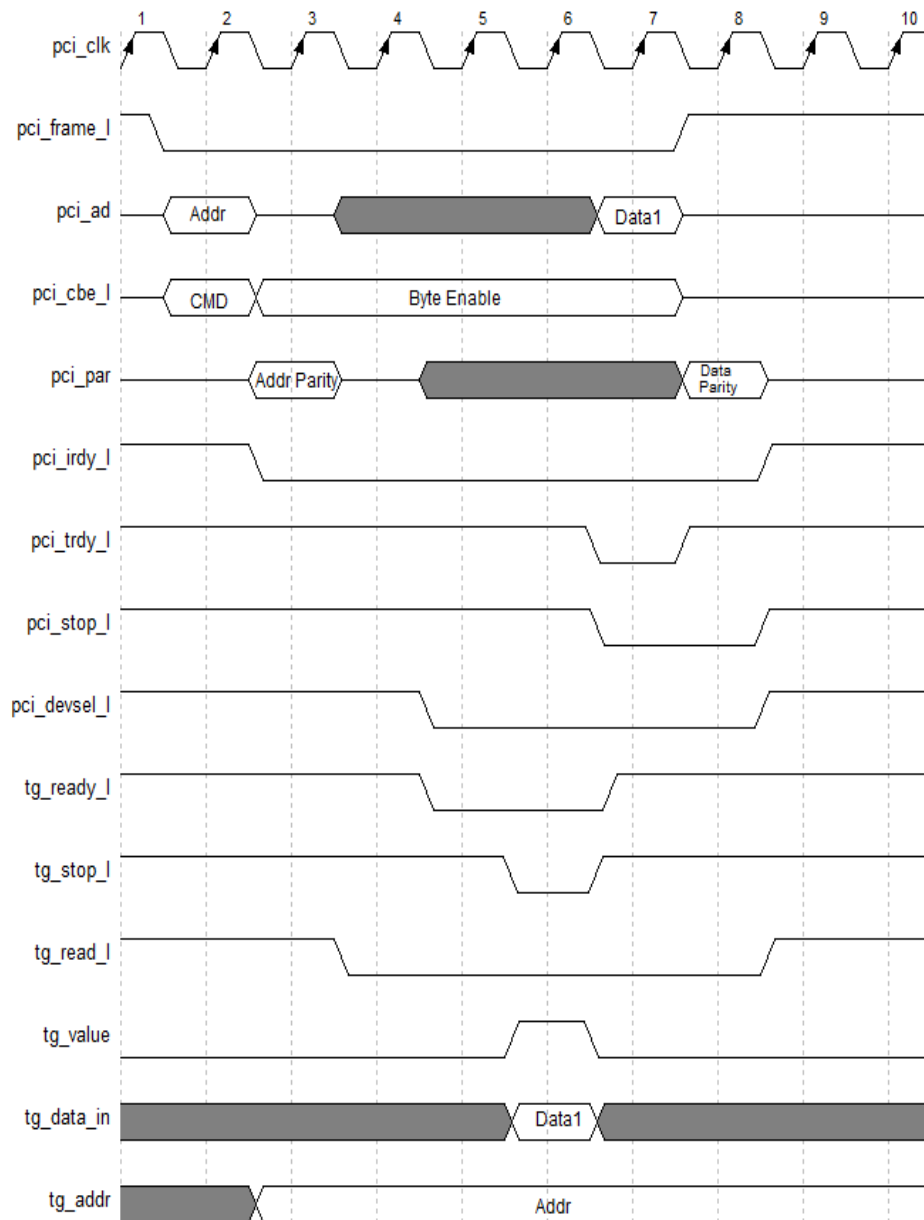 1 2 3 4 5 6 7 8 9 10
pci_clk
pci_frame_l
pci_ad Addr Data1
pci_cbe_l CMD Byte Enable
pci_par Addr Parity Data
Parity
pci_irdy_l
pci_trdy_l
pci_stop_l
pci_devsel_l
tg_ready_l
tg_stop_l
tg_read_l
tg_value
tg_data_in Data1
tg_addr Addr